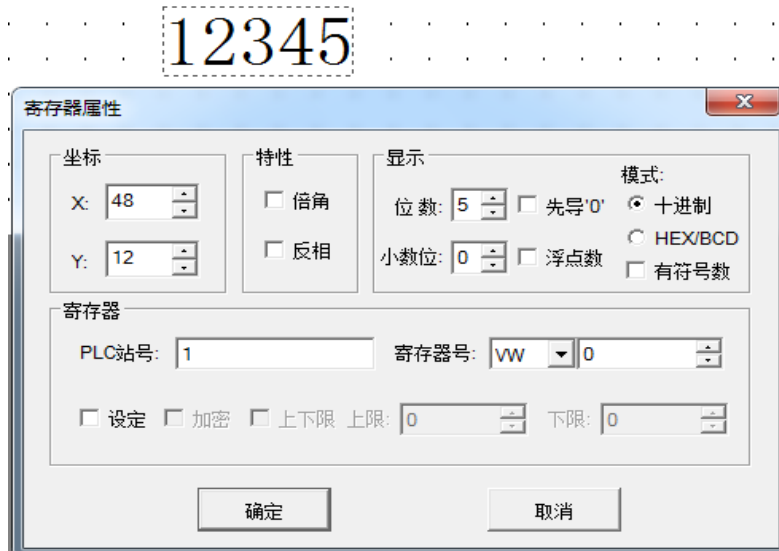 12345
寄存器属性
坐标 特性 显示 模式:
X: 48 倍角 位 数: 5 先导'0' 十进制
HEX/BCD
Y: 12 反相 小数位: 0 浮点数 有符号数
寄存器
PLC站号: 1 寄存器号: VW 0
设定 加密 上下限 上限: 0 下限: 0
确定 取消